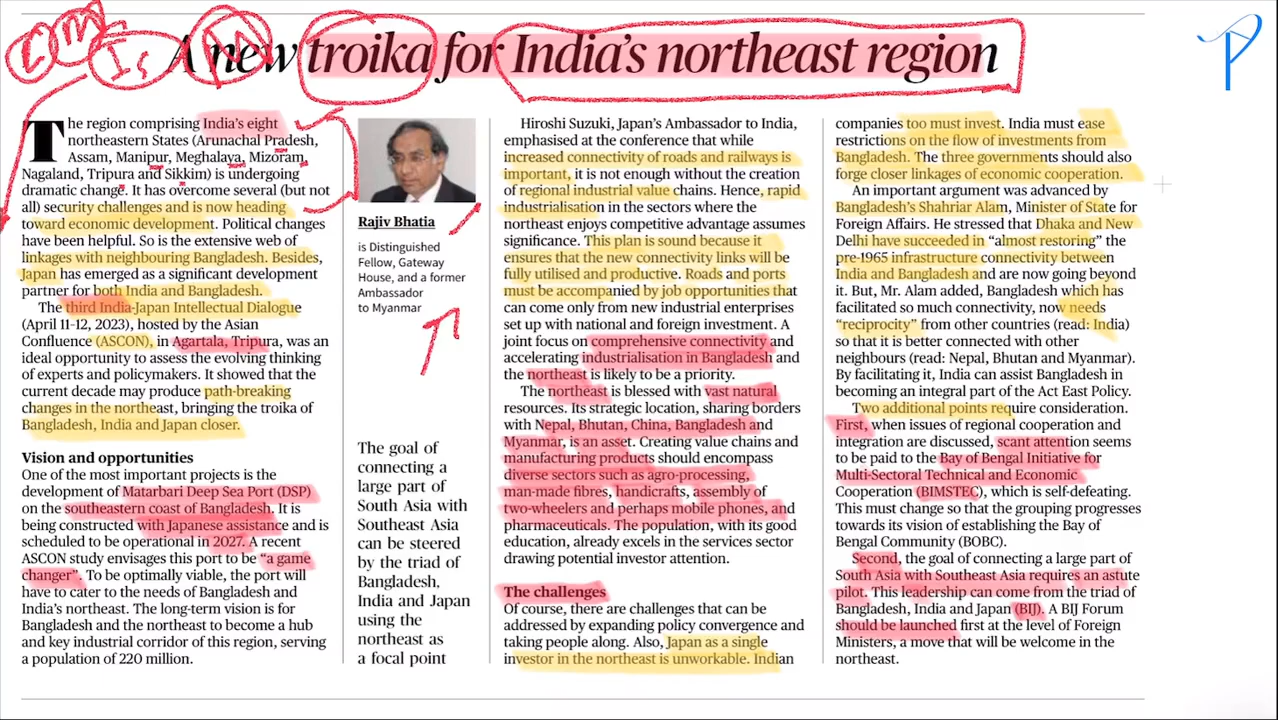 A new troika for India's northeast region
The region comprising India's eight
northeastern States (Arunachal Pradesh,
Assam, Manipur, Meghalaya, Mizoram,
Nagaland, Tripura and Sikkim) is undergoing
dramatic change. It has overcome several (but not
all) security challenges and is now heading
toward economic development. Political changes
have been helpful. So is the extensive web of
linkages with neighbouring Bangladesh. Besides,
Japan has emerged as a significant development
partner for both India and Bangladesh.
The third India-Japan Intellectual Dialogue
(April 11-12, 2023), hosted by the Asian
Confluence (ASCON), in Agartala, Tripura, was an
ideal opportunity to assess the evolving thinking
of experts and policymakers. It showed that the
current decade may produce path-breaking
changes in the northeast, bringing the troika of
Bangladesh, India and Japan closer.
Vision and opportunities
One of the most important projects is the
development of Matarbari Deep Sea Port (DSP)
on the southeastern coast of Bangladesh. It is
being constructed with Japanese assistance and is
scheduled to be operational in 2027. A recent
ASCON study envisages this port to be "a game
changer". To be optimally viable, the port will
have to cater to the needs of Bangladesh and
India's northeast. The long-term vision is for
Bangladesh and the northeast to become a hub
and key industrial corridor of this region, serving
a population of 220 million.
Rajiv Bhatia
is Distinguished
Fellow, Gateway
House, and a former
Ambassador
to Myanmar
The goal of
connecting a
large part of
South Asia with
Southeast Asia
can be steered
by the triad of
Bangladesh,
India and Japan
using the
northeast as
a focal point
Hiroshi Suzuki, Japan's Ambassador to India,
emphasised at the conference that while
increased connectivity of roads and railways is
important, it is not enough without the creation
of regional industrial value chains. Hence, rapid
industrialisation in the sectors where the
northeast enjoys competitive advantage assumes
significance. This plan is sound because it
ensures that the new connectivity links will be
fully utilised and productive. Roads and ports
must be accompanied by job opportunities that
can come only from new industrial enterprises
set up with national and foreign investment. A
joint focus on comprehensive connectivity and
accelerating industrialisation in Bangladesh and
the northeast is likely to be a priority.
The northeast is blessed with vast natural
resources. Its strategic location, sharing borders
with Nepal, Bhutan, China, Bangladesh and
Myanmar, is an asset. Creating value chains and
manufacturing products should encompass
diverse sectors such as agro-processing,
man-made fibres, handicrafts, assembly of
two-wheelers and perhaps mobile phones, and
pharmaceuticals. The population, with its good
education, already excels in the services sector
drawing potential investor attention.
The challenges
Of course, there are challenges that can be
addressed by expanding policy convergence and
taking people along. Also, Japan as a single
investor in the northeast is unworkable. Indian
companies too must invest. India must ease
restrictions on the flow of investments from
Bangladesh. The three governments should also
forge closer linkages of economic cooperation.
An important argument was advanced by
Bangladesh's Shahriar Alam, Minister of State for
Foreign Affairs. He stressed that Dhaka and New
Delhi have succeeded in "almost restoring" the
pre-1965 infrastructure connectivity between
India and Bangladesh and are now going beyond
it. But, Mr. Alam added, Bangladesh which has
facilitated so much connectivity, now needs
"reciprocity" from other countries (read: India)
so that it is better connected with other
neighbours (read: Nepal, Bhutan and Myanmar).
By facilitating it, India can assist Bangladesh in
becoming an integral part of the Act East Policy.
Two additional points require consideration.
First, when issues of regional cooperation and
integration are discussed, scant attention seems
to be paid to the Bay of Bengal Initiative for
Multi-Sectoral Technical and Economic
Cooperation (BIMSTEC), which is self-defeating.
This must change so that the grouping progresses
towards its vision of establishing the Bay of
Bengal Community (BOBC).
Second, the goal of connecting a large part of
South Asia with Southeast Asia requires an astute
pilot. This leadership can come from the triad of
Bangladesh, India and Japan (BIJ). A BIJ Forum
should be launched first at the level of Foreign
Ministers, a move that will be welcome in the
northeast.